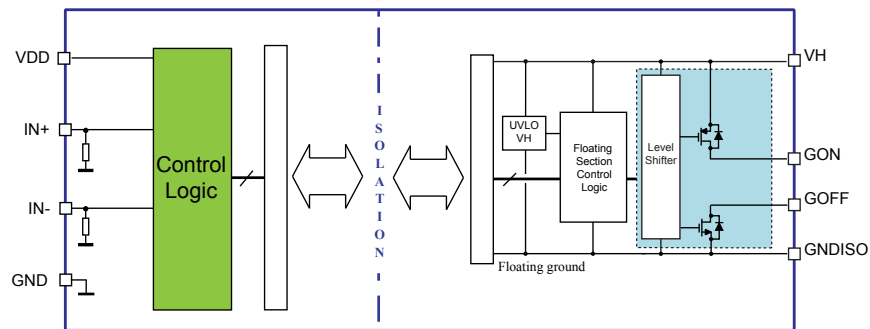 VDD
IN+
IN-
GND
Control
Logic
ISOLATION
UVLO
VH
Floating
Section
Control
Logic
Level
Shifter
Floating ground
VH
GON
GOFF
GNDISO